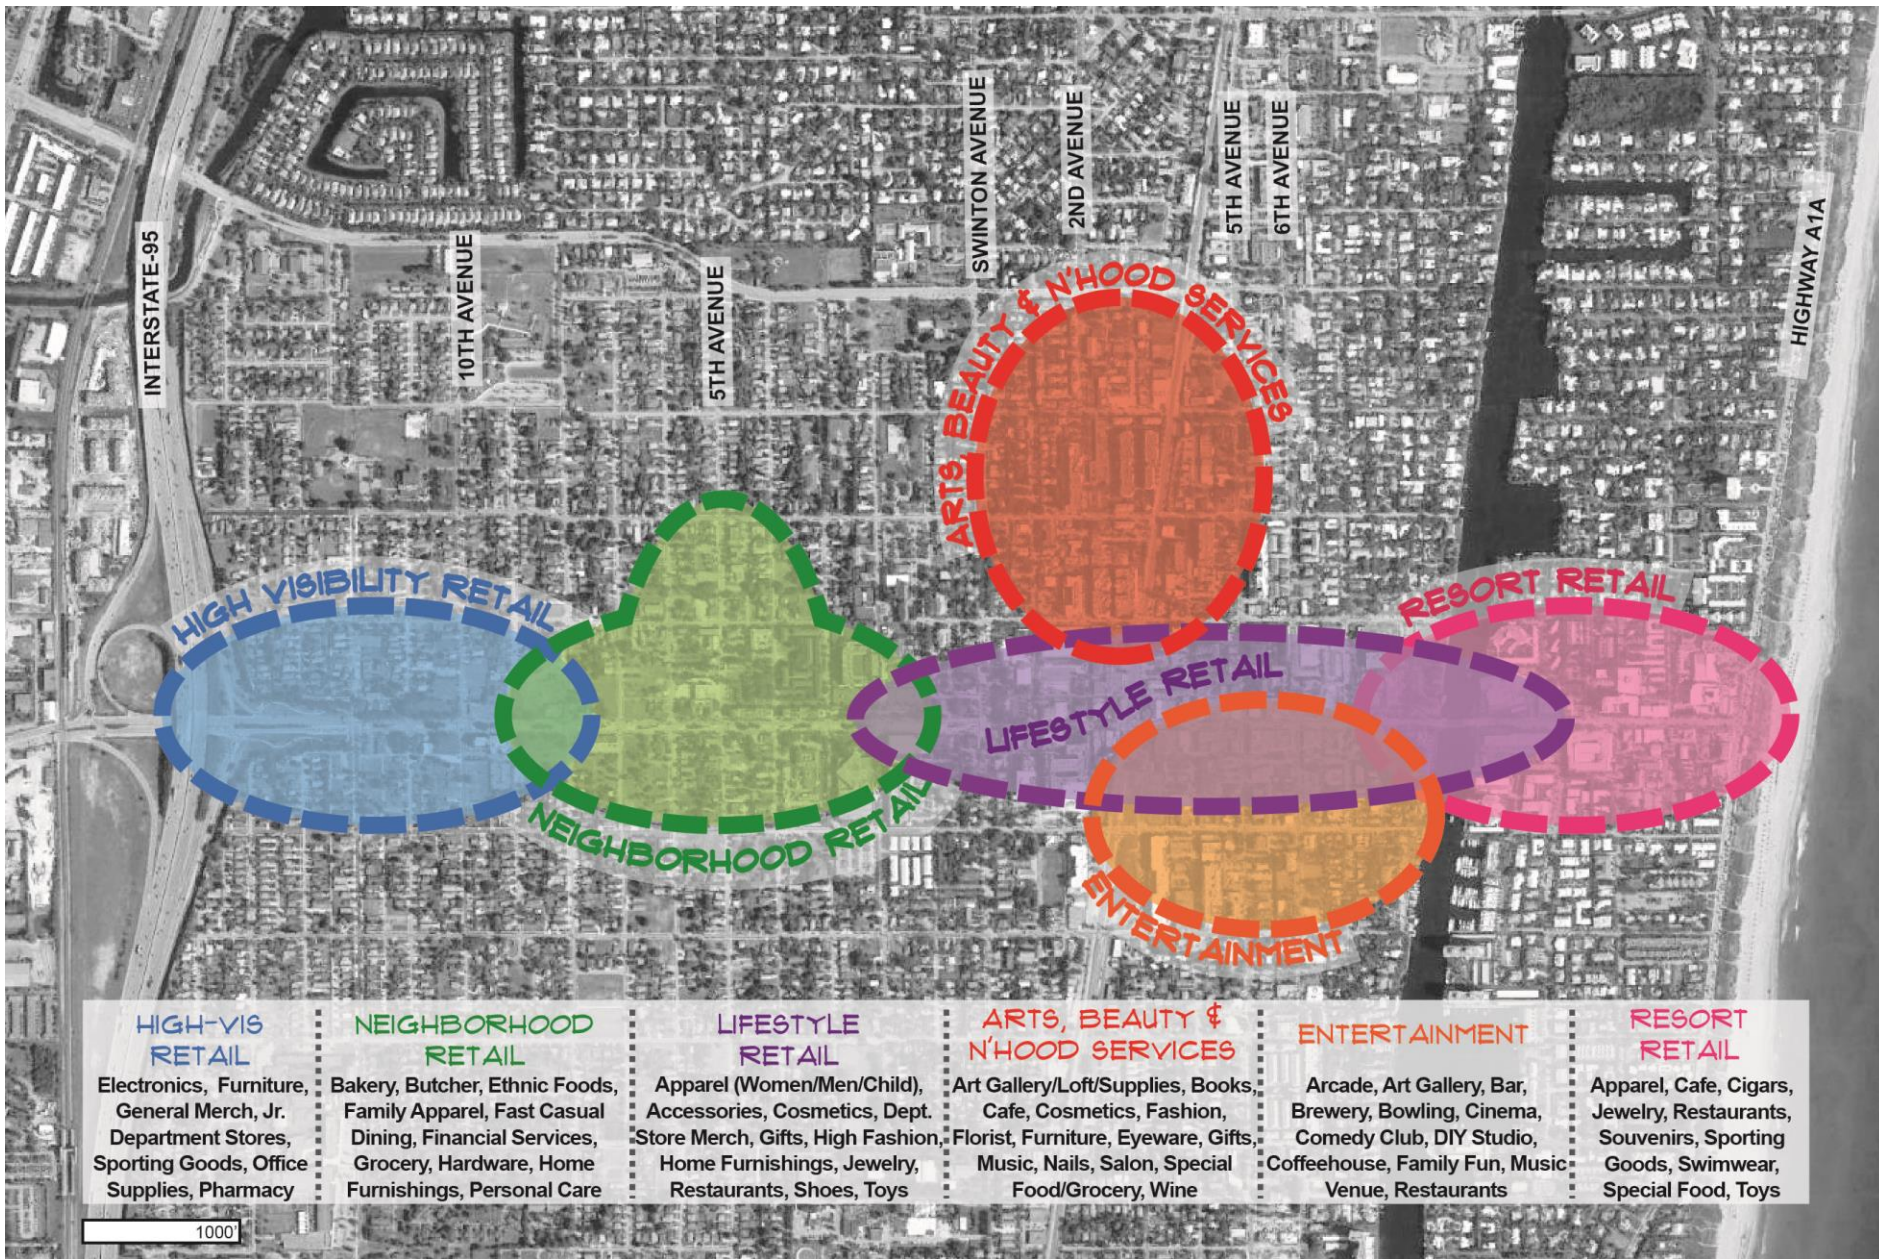 INTERSTATE-95
10TH AVENUE
5TH AVENUE
SWINTON AVENUE
2ND AVENUE
5TH AVENUE
6TH AVENUE
HIGHWAY A1A
ARTS, BEAUTY & N'HOOD SERVICES
HIGH VISIBILITY RETAIL
RESORT RETAIL
LIFESTYLE RETAIL
NEIGHBORHOOD RETAIL
ENTERTAINMENT
HIGH-VIS
RETAIL
Electronics, Furniture,
General Merch, Jr.
Department Stores,
Sporting Goods, Office
Supplies, Pharmacy
NEIGHBORHOOD
RETAIL
Bakery, Butcher, Ethnic Foods,
Family Apparel, Fast Casual
Dining, Financial Services,
Grocery, Hardware, Home
Furnishings, Personal Care
LIFESTYLE
RETAIL
Apparel (Women/Men/Child),
Accessories, Cosmetics, Dept.
Store Merch, Gifts, High Fashion,
Home Furnishings, Jewelry,
Restaurants, Shoes, Toys
ARTS, BEAUTY &
N'HOOD SERVICES
Art Gallery/Loft/Supplies, Books,
Cafe, Cosmetics, Fashion,
Florist, Furniture, Eyeware, Gifts,
Music, Nails, Salon, Special
Food/Grocery, Wine
ENTERTAINMENT
Arcade, Art Gallery, Bar,
Brewery, Bowling, Cinema,
Comedy Club, DIY Studio,
Coffeehouse, Family Fun, Music
Venue, Restaurants
RESORT
RETAIL
Apparel, Cafe, Cigars,
Jewelry, Restaurants,
Souvenirs, Sporting
Goods, Swimwear,
Special Food, Toys
1000'